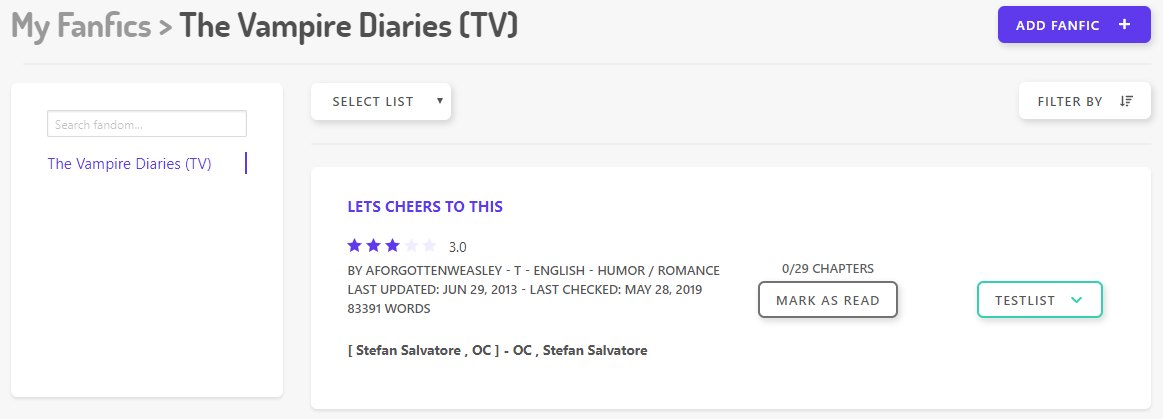 My Fanfics > The Vampire Diaries (TV)
ADD FANFIC +
Search fandom...
The Vampire Diaries (TV)
SELECT LIST
FILTER BY
LETS CHEERS TO THIS
3.0
BY AFORGOTTENWEASLEY - T - ENGLISH - HUMOR / ROMANCE
LAST UPDATED: JUN 29, 2013 - LAST CHECKED: MAY 28, 2019
83391 WORDS
[ Stefan Salvatore , OC ] - OC , Stefan Salvatore
0/29 CHAPTERS
MARK AS READ
TESTLIST